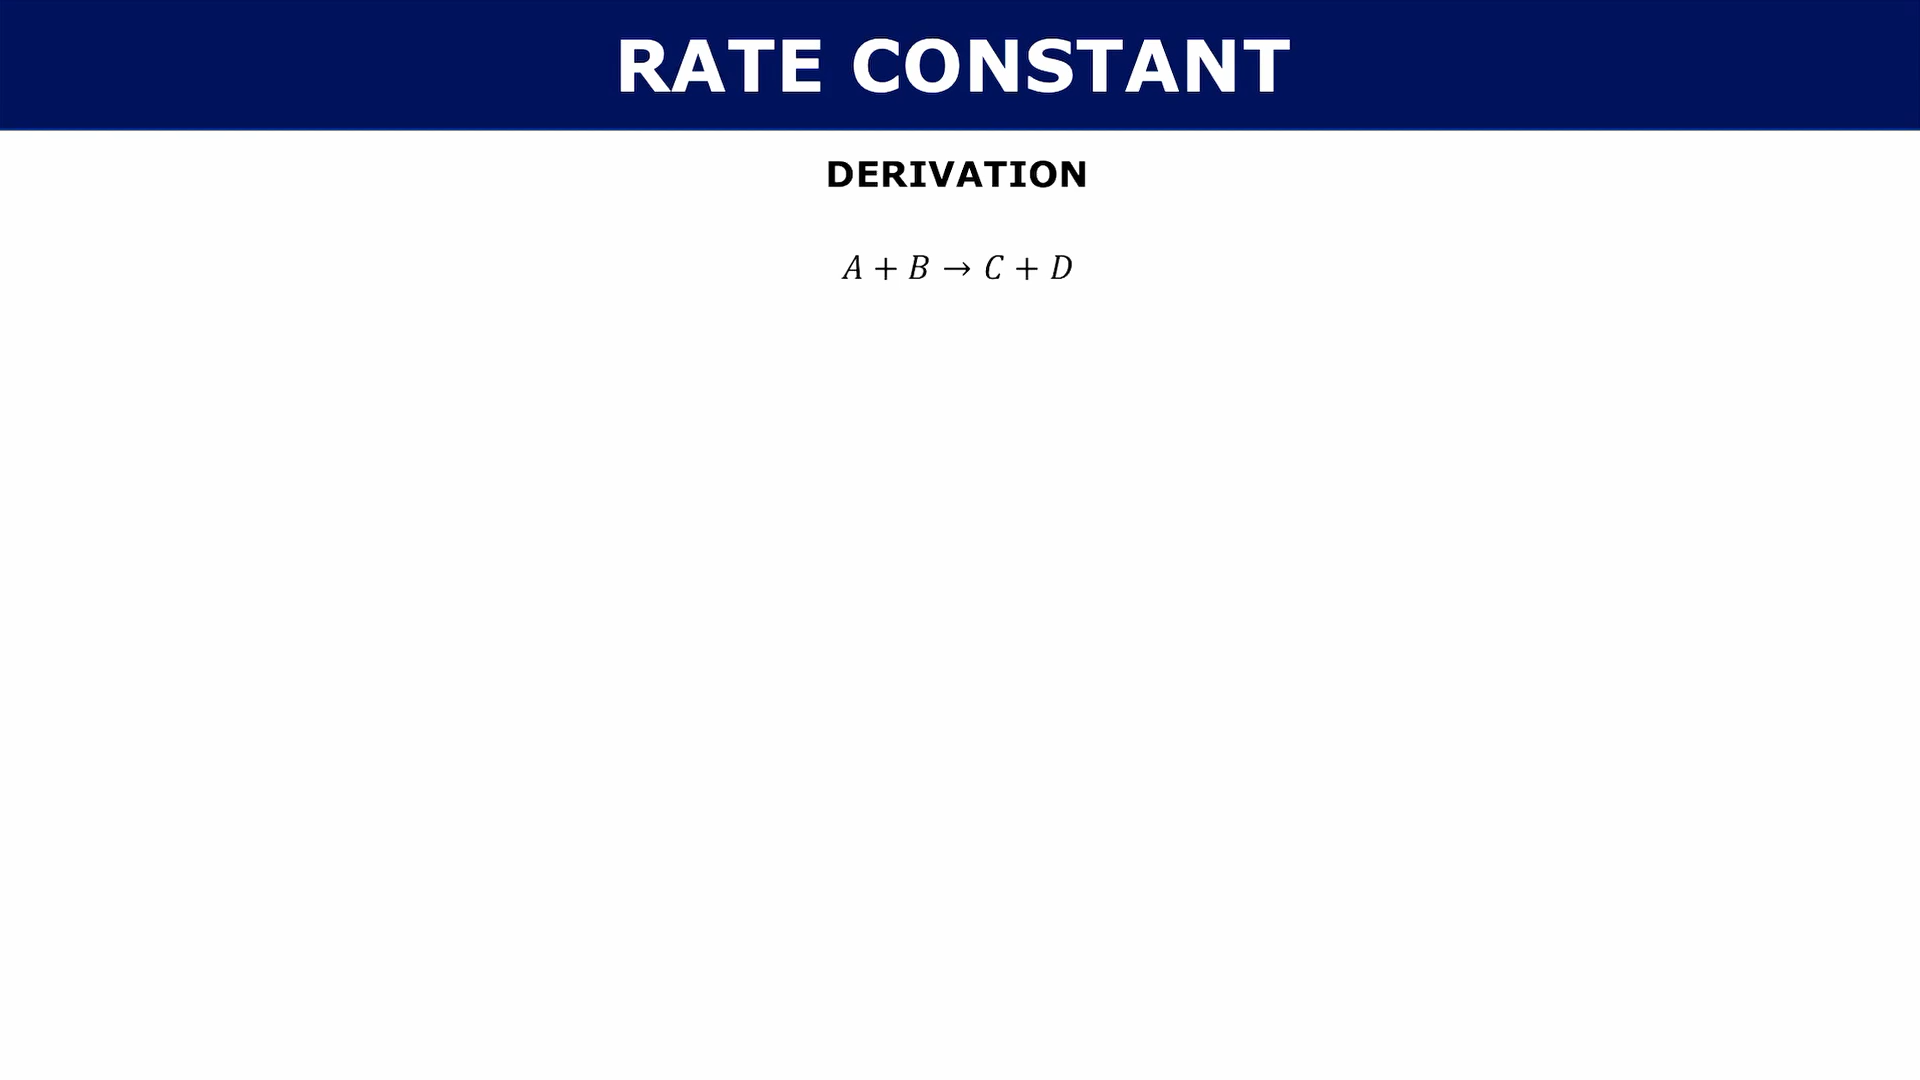 RATE CONSTANT
DERIVATION
A + B → C + D